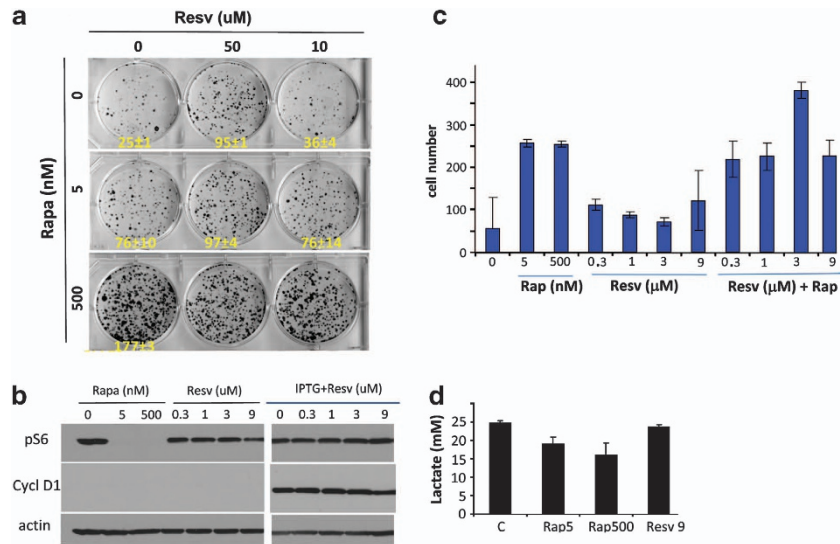 a
Resv (uM)
0 50 10
Rapa (nM)
0
25±1 95±1 36±4
5
76±10 97±4 76±14
500
177±3
b
Rapa (nM) Resv (uM) IPTG+Resv (uM)
0 5 500 0.3 1 3 9 0 0.3 1 3 9
pS6
Cycl D1
actin
c
cell number
400
300
200
100
0
0 5 500 0.3 1 3 9 0.3 1 3 9
Rap (nM) Resv (µM) Resv (µM) + Rap
d
Lactate (mM)
25
20
15
10
5
0
C Rap5 Rap500 Resv 9